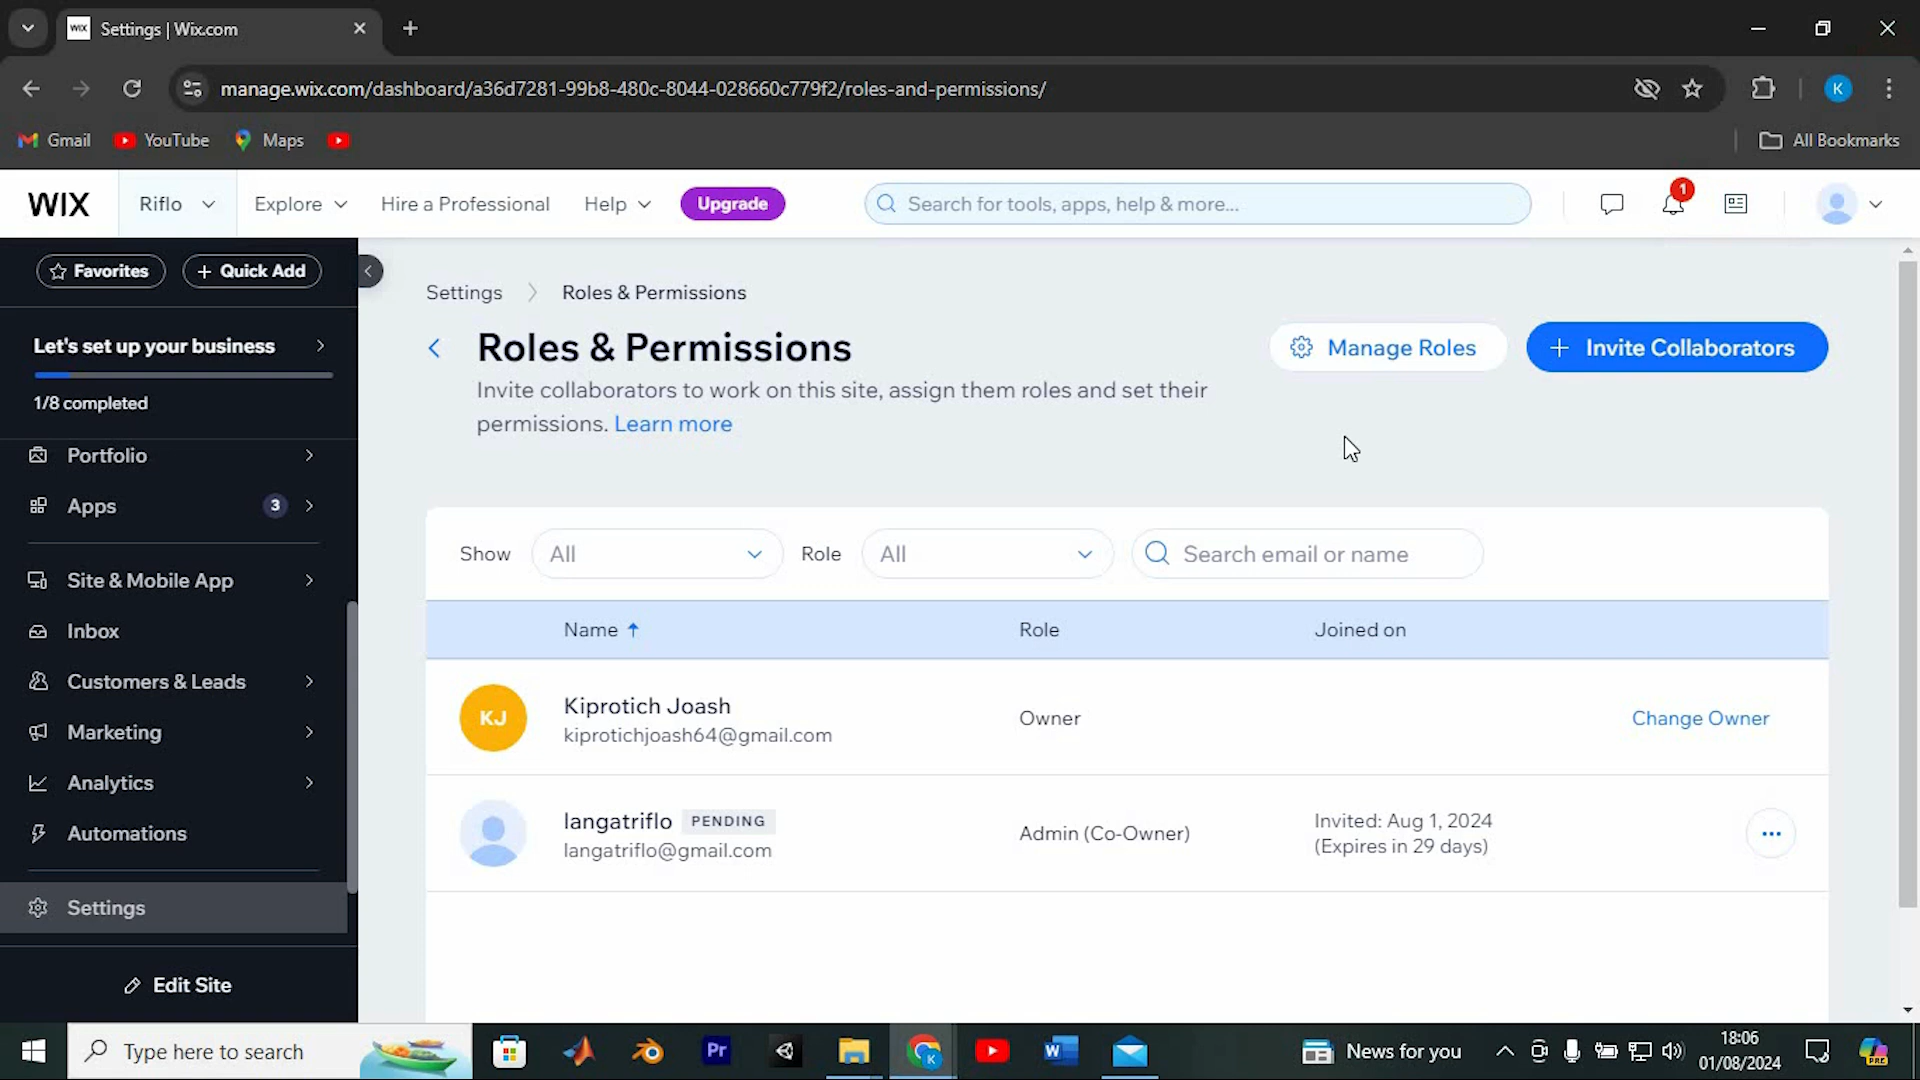 WIX Settings | Wix.com
manage.wix.com/dashboard/a36d7281-99b8-480c-8044-028660c779f2/roles-and-permissions/
K
Gmail YouTube Maps All Bookmarks
WIX Riflo Explore Hire a Professional Help Upgrade Search for tools, apps, help & more... 1
Favorites + Quick Add
Let's set up your business
1/8 completed
Portfolio
Apps 3
Site & Mobile App
Inbox
Customers & Leads
Marketing
Analytics
Automations
Settings
Edit Site
Settings > Roles & Permissions
Roles & Permissions
Manage Roles
+ Invite Collaborators
Invite collaborators to work on this site, assign them roles and set their
permissions. Learn more
Show All Role All Search email or name
Name Role Joined on
KJ Kiprotich Joash
kiprotichjoash64@gmail.com
Owner
Change Owner
langatriflo PENDING
langatriflo@gmail.com
Admin (Co-Owner)
Invited: Aug 1, 2024
(Expires in 29 days)
Type here to search
Pr
K
W
News for you
18:06
01/08/2024
PRE